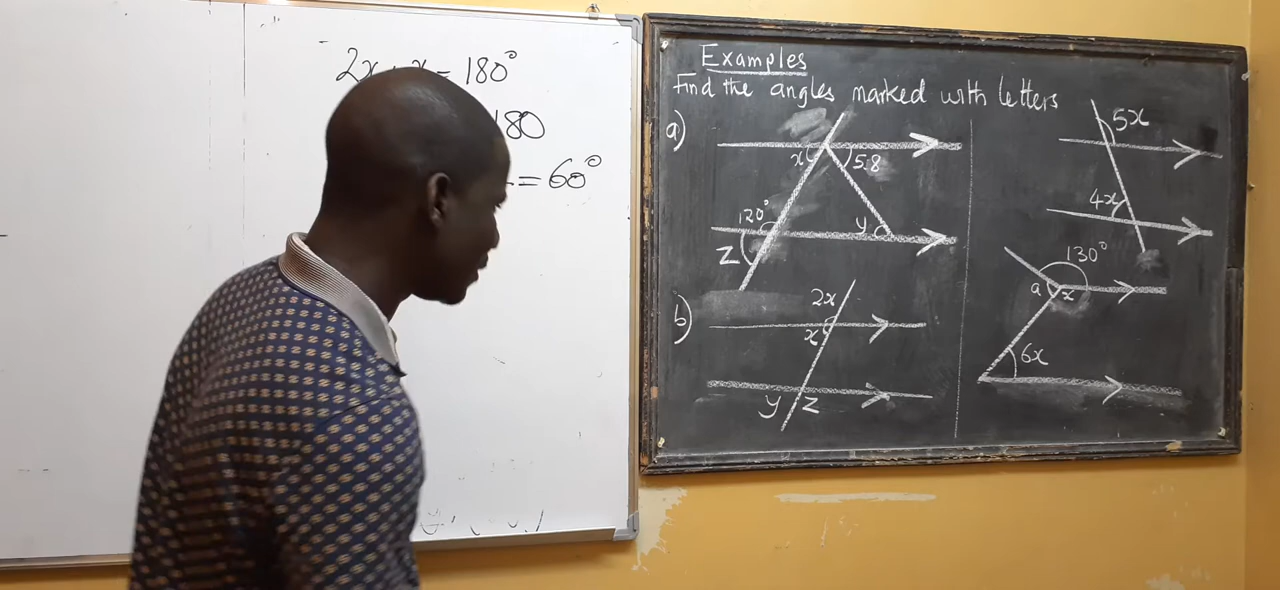 2x + x = 180°
180
= 60°
Examples
Find the angles marked with letters
a)
x
58
120°
y
z
b)
2x
x
y z
5x
4x
130°
a x
6x